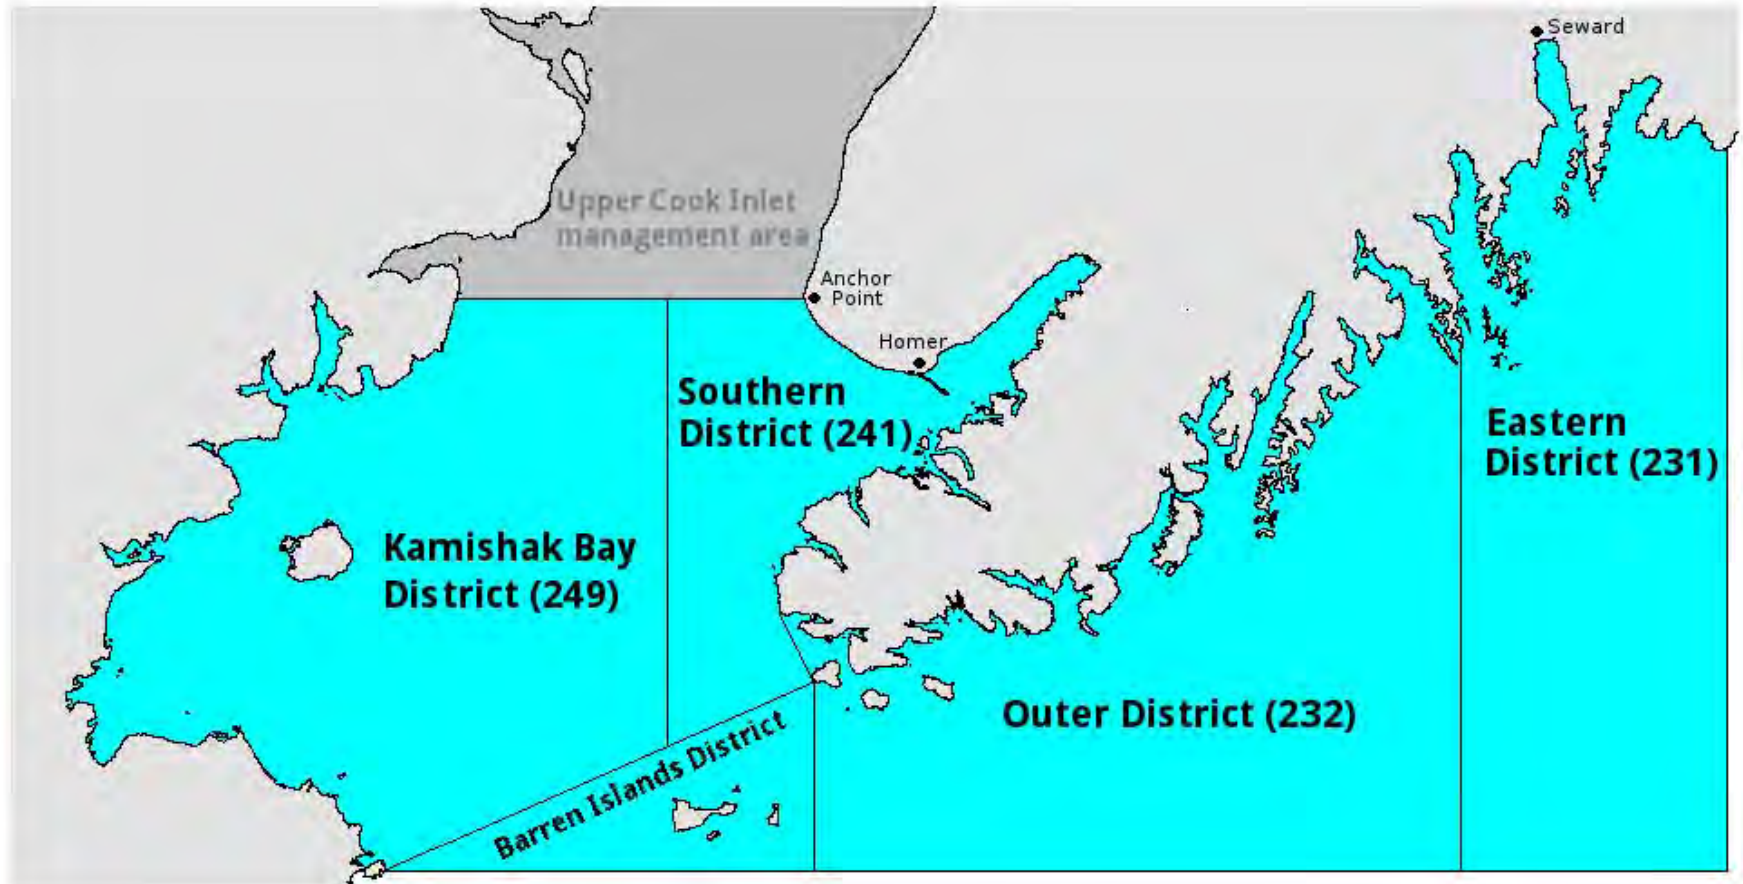 Seward
Upper Cook Inlet
management area
Anchor
Point
Homer
Southern
District (241)
Eastern
District (231)
Kamishak Bay
District (249)
Outer District (232)
Barren Islands District